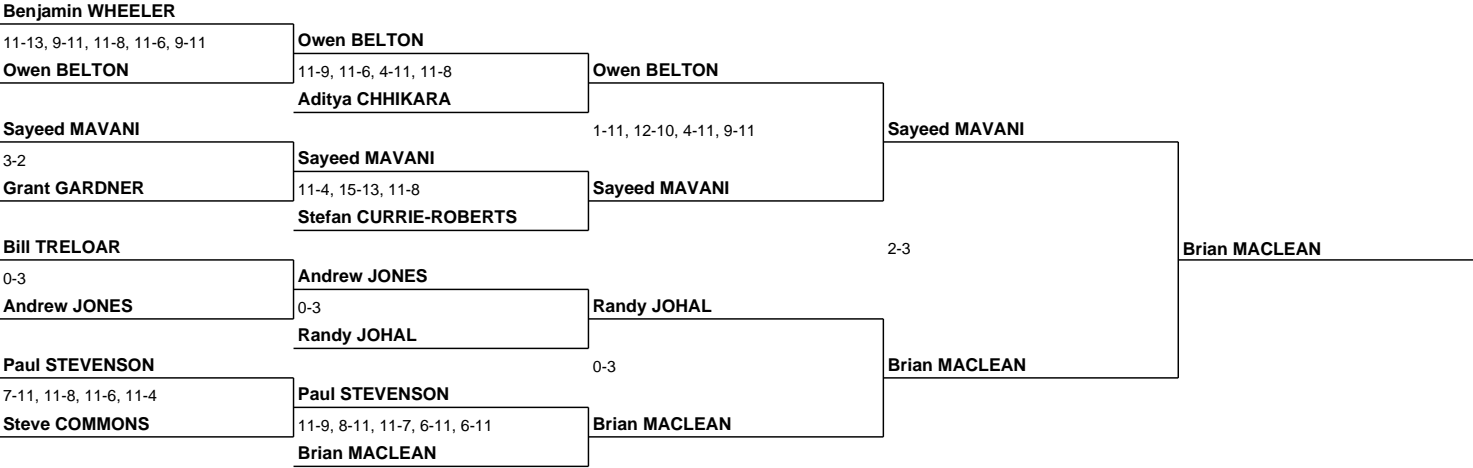 Benjamin WHEELER
11-13, 9-11, 11-8, 11-6, 9-11
Owen BELTON
Owen BELTON
11-9, 11-6, 4-11, 11-8
Aditya CHHIKARA
Owen BELTON
Sayeed MAVANI
3-2
Grant GARDNER
Sayeed MAVANI
11-4, 15-13, 11-8
Stefan CURRIE-ROBERTS
1-11, 12-10, 4-11, 9-11
Sayeed MAVANI
Sayeed MAVANI
Bill TRELOAR
0-3
Andrew JONES
Andrew JONES
0-3
Randy JOHAL
Randy JOHAL
Paul STEVENSON
7-11, 11-8, 11-6, 11-4
Steve COMMONS
Paul STEVENSON
11-9, 8-11, 11-7, 6-11, 6-11
Brian MACLEAN
0-3
Brian MACLEAN
Brian MACLEAN
2-3
Brian MACLEAN